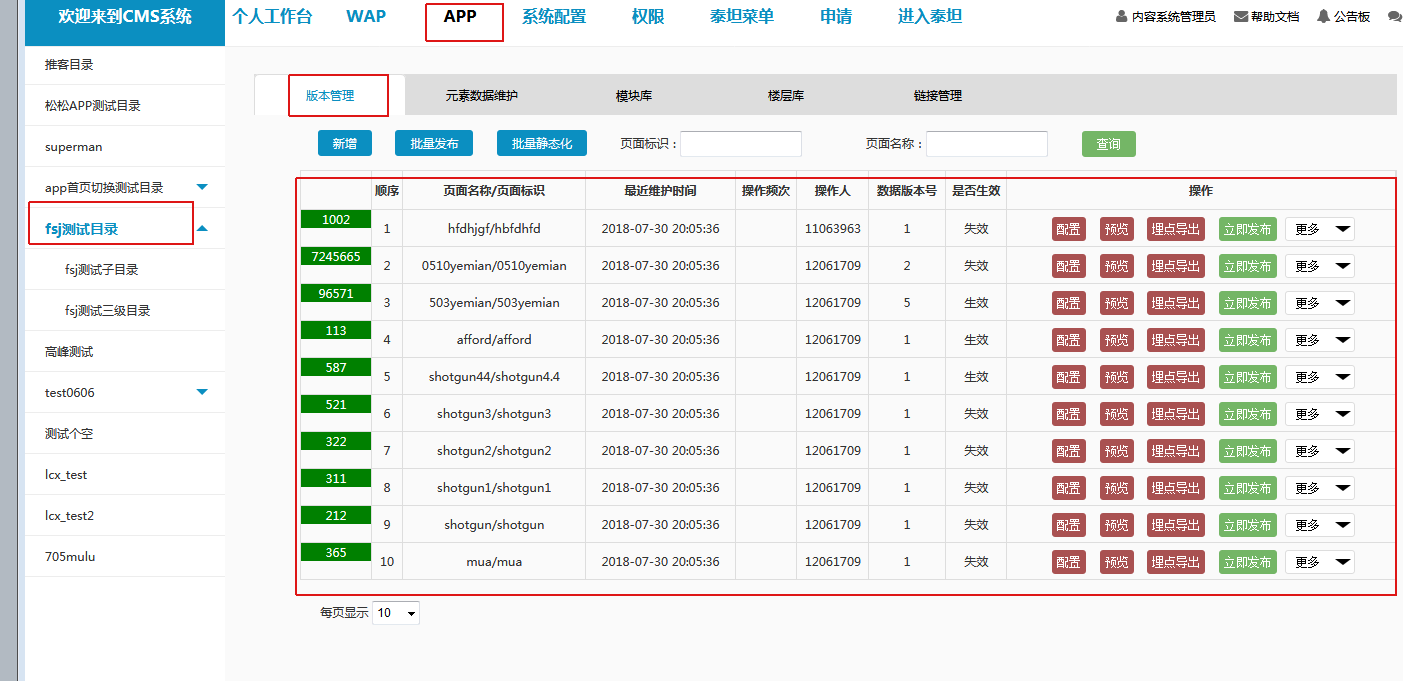 欢迎来到CMS系统
个人工作台 WAP APP 系统配置 权限 泰坦菜单 申请 进入泰坦 内容系统管理员 帮助文档 公告板
推客目录
松松APP测试目录
superman
app首页切换测试目录
fsj测试目录
fsj测试子目录
fsj测试三级目录
高峰测试
test0606
测试个空
lcx_test
lcx_test2
705mulu
版本管理 元素数据维护 模块库 楼层库 链接管理
新增 批量发布 批量静态化 页面标识： 页面名称： 查询
顺序 页面名称/页面标识 最近维护时间 操作频次 操作人 数据版本号 是否生效 操作
1002 1 hfdhjgf/hbfdhfd 2018-07-30 20:05:36 11063963 1 失效 配置 预览 埋点导出 立即发布 更多
7245665 2 0510yemian/0510yemian 2018-07-30 20:05:36 12061709 2 失效 配置 预览 埋点导出 立即发布 更多
96571 3 503yemian/503yemian 2018-07-30 20:05:36 12061709 5 生效 配置 预览 埋点导出 立即发布 更多
113 4 afford/afford 2018-07-30 20:05:36 12061709 1 生效 配置 预览 埋点导出 立即发布 更多
587 5 shotgun44/shotgun4.4 2018-07-30 20:05:36 12061709 1 生效 配置 预览 埋点导出 立即发布 更多
521 6 shotgun3/shotgun3 2018-07-30 20:05:36 12061709 1 失效 配置 预览 埋点导出 立即发布 更多
322 7 shotgun2/shotgun2 2018-07-30 20:05:36 12061709 1 失效 配置 预览 埋点导出 立即发布 更多
311 8 shotgun1/shotgun1 2018-07-30 20:05:36 12061709 1 失效 配置 预览 埋点导出 立即发布 更多
212 9 shotgun/shotgun 2018-07-30 20:05:36 12061709 1 失效 配置 预览 埋点导出 立即发布 更多
365 10 mua/mua 2018-07-30 20:05:36 12061709 1 失效 配置 预览 埋点导出 立即发布 更多
每页显示 10